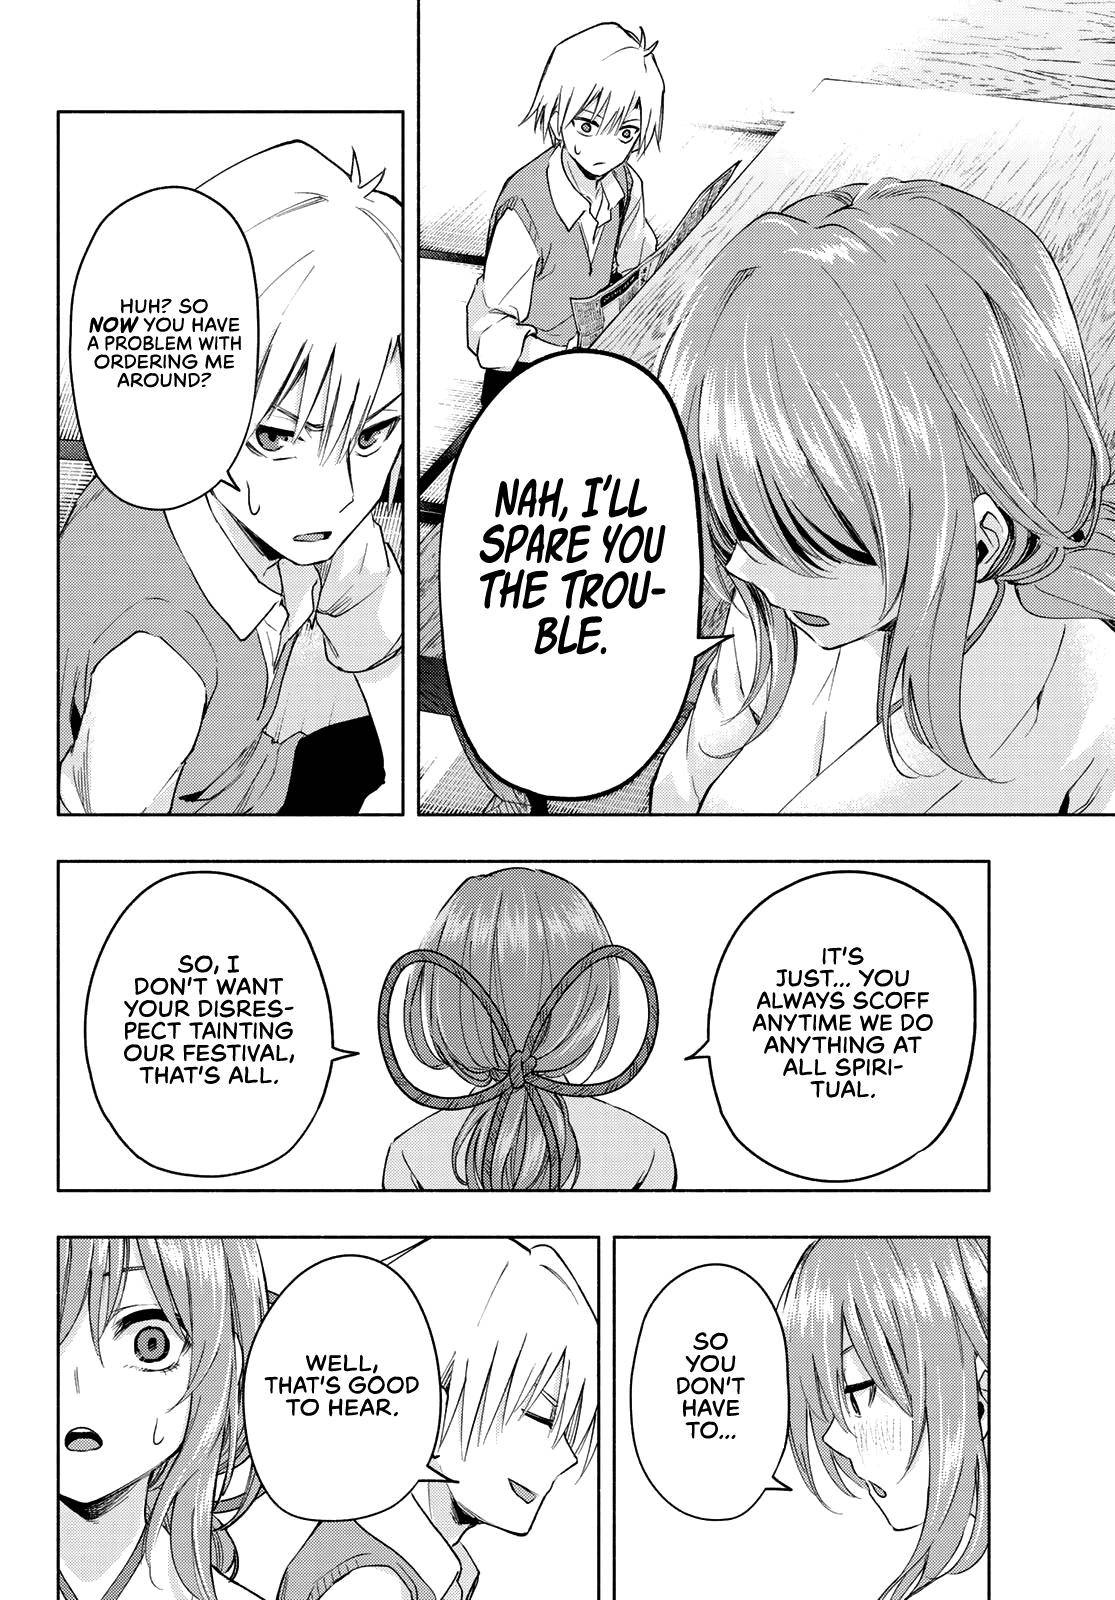 NAH, I'LL
SPARE YOU
THE TROU-
BLE.
HUH? SO
NOW YOU HAVE
A PROBLEM WITH
ORDERING ME
AROUND?
IT'S
JUST... YOU
ALWAYS SCOFF
ANYTIME WE DO
ANYTHING AT
ALL SPIRI-
TUAL.
SO, I
DON'T WANT
YOUR DISRES-
PECT TAINTING
OUR FESTIVAL,
THAT'S ALL.
SO
YOU
DON'T
HAVE
TO...
WELL,
THAT'S GOOD
TO HEAR.